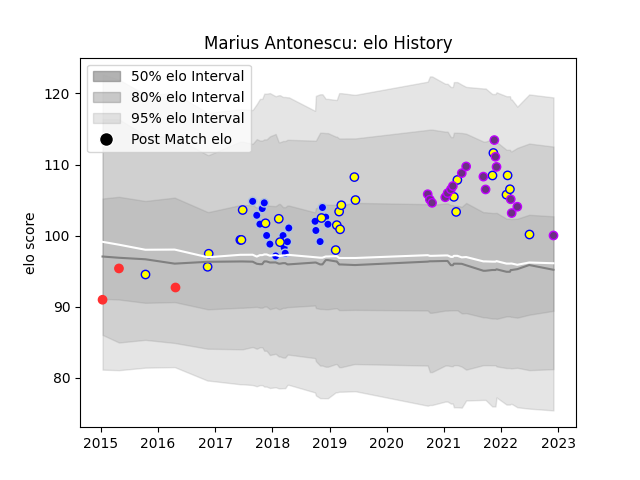 Marius Antonescu: elo History
50% elo Interval
80% elo Interval
95% elo Interval
Post Match elo
elo score
120
110
100
90
80
2015 2016 2017 2018 2019 2020 2021 2022 2023